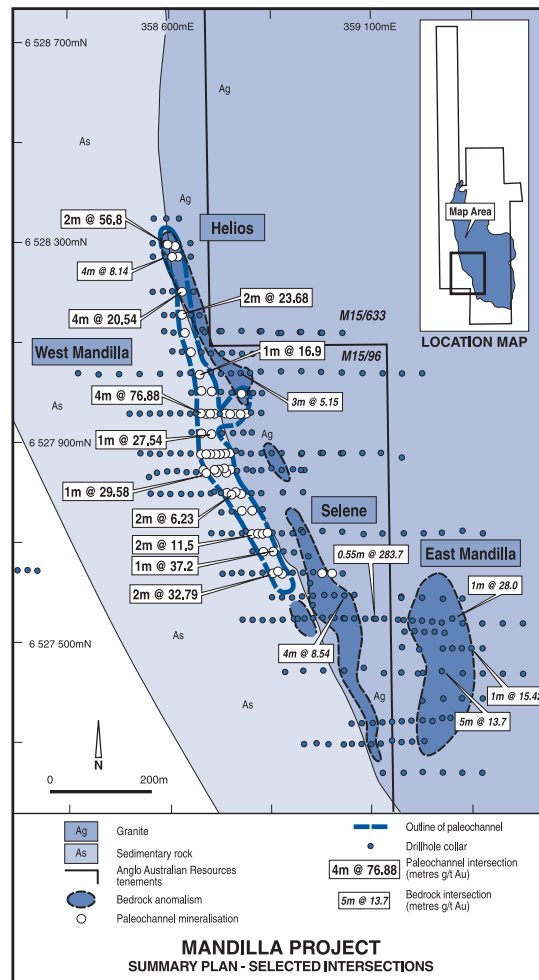 358 600mE
359 100mE
6 528 700mN
Ag
As
Map Area
LOCATION MAP
Ag
2m @ 56.8
Helios
6 528 300mN
4m @ 8.14
2m @ 23.68
4m @ 20.54
M15/633
West Mandilla
1m @ 16.9
M15/96
As
4m @ 76.88
3m @ 5.15
1m @ 27.54
Ag
6 527 900mN
1m @ 29.58
2m @ 6.23
Selene
2m @ 11.5
0.55m @ 283.7
East Mandilla
1m @ 37.2
1m @ 28.0
2m @ 32.79
As
6 527 500mN
4m @ 8.54
1m @ 15.42
Ag
5m @ 13.7
As
N
0
200m
Ag
Granite
As
Sedimentary rock
Anglo Australian Resources
tenements
Bedrock anomalism
Paleochannel mineralisation
Outline of paleochannel
Drillhole collar
4m @ 76.88
Paleochannel intersection
(metres g/t Au)
5m @ 13.7
Bedrock intersection
(metres g/t Au)
MANDILLA PROJECT
SUMMARY PLAN - SELECTED INTERSECTIONS